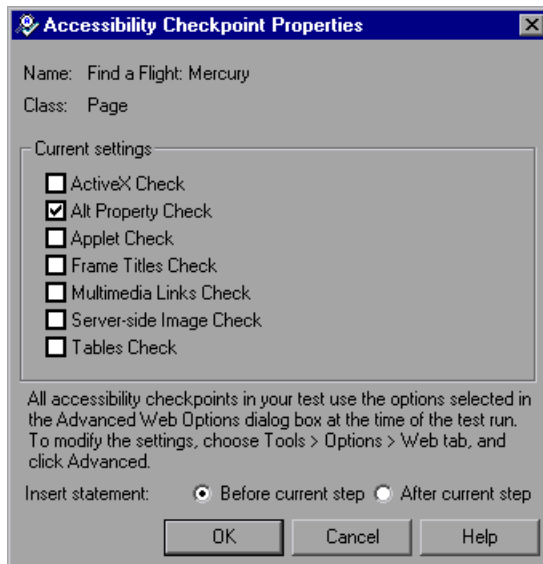 Accessibility Checkpoint Properties
Name: Find a Flight: Mercury
Class: Page
Current settings
ActiveX Check
Alt Property Check
Applet Check
Frame Titles Check
Multimedia Links Check
Server-side Image Check
Tables Check
All accessibility checkpoints in your test use the options selected in
the Advanced Web Options dialog box at the time of the test run.
To modify the settings, choose Tools > Options > Web tab, and
click Advanced.
Insert statement: Before current step After current step
OK Cancel Help